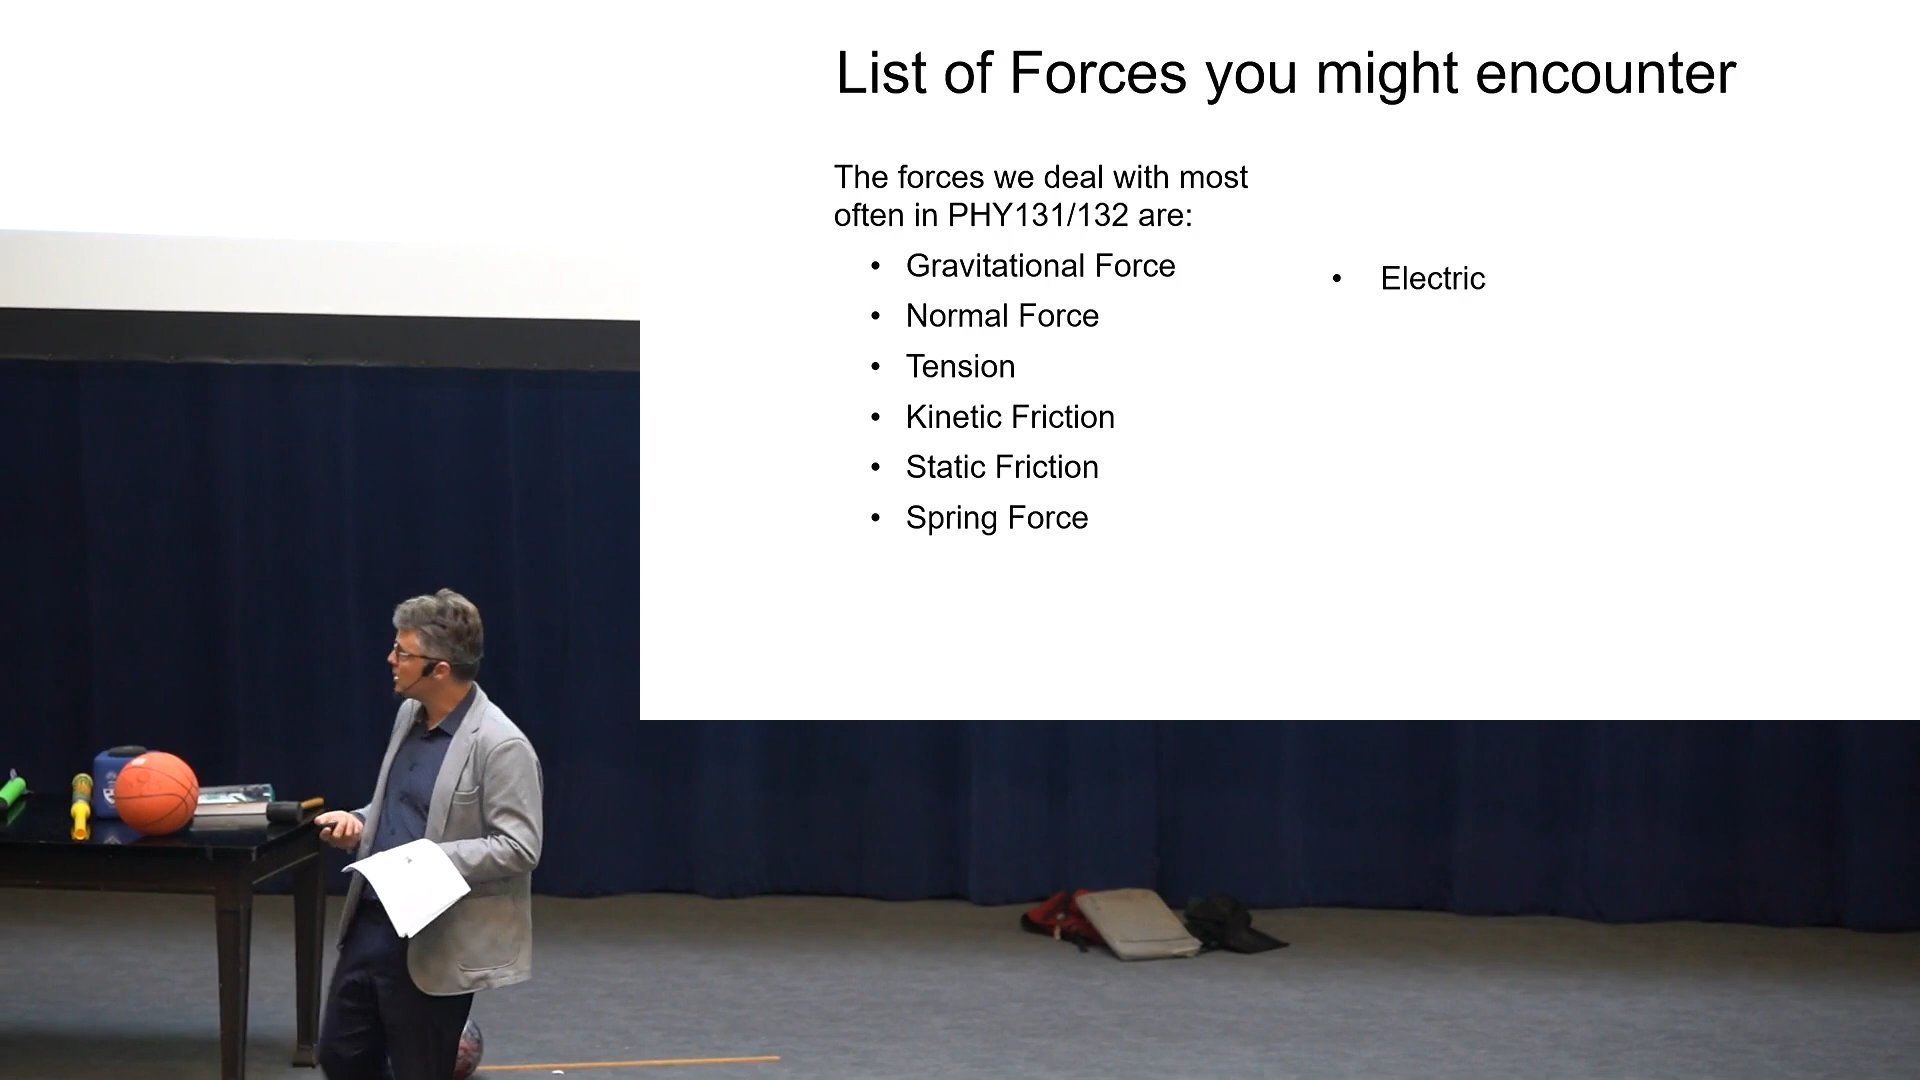 List of Forces you might encounter
The forces we deal with most
often in PHY131/132 are:
• Gravitational Force
• Normal Force
• Tension
• Kinetic Friction
• Static Friction
• Spring Force
• Electric